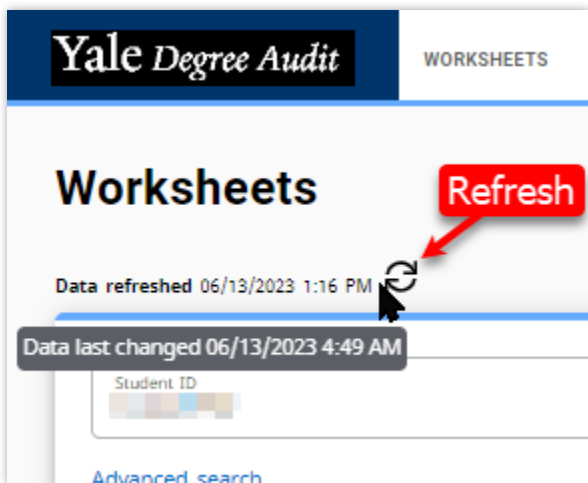 Yale Degree Audit
WORKSHEETS
Worksheets
Refresh
Data refreshed 06/13/2023 1:16 PM
Data last changed 06/13/2023 4:49 AM
Student ID
Advanced search